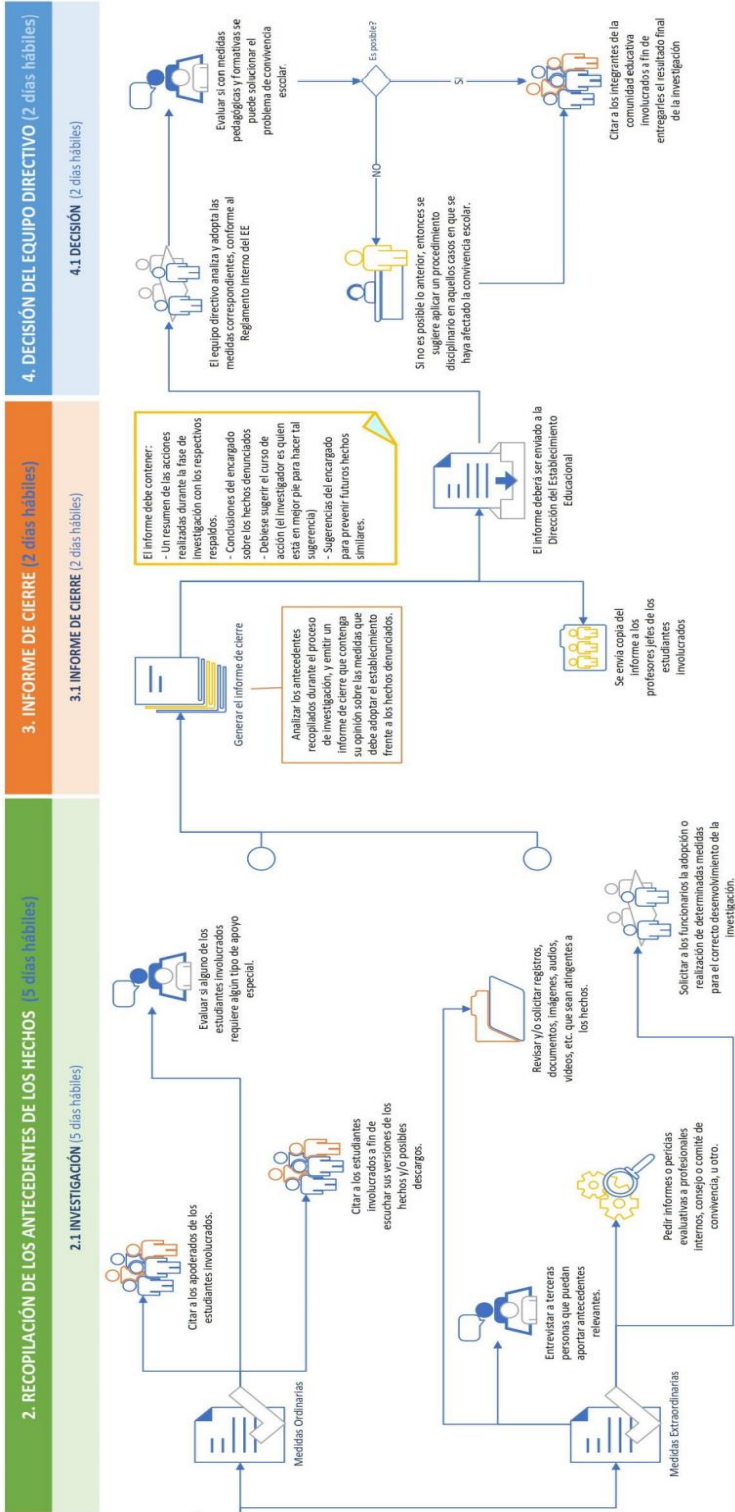 2. RECOPILACIÓN DE LOS ANTECEDENTES DE LOS HECHOS (5 días hábiles)
2.1 INVESTIGACIÓN (5 días hábiles)
Medidas Ordinarias
Citar a los apoderados de los
estudiantes involucrados.
Evaluar si alguno de los
estudiantes involucrados
requiere algún tipo de apoyo
especial.
Citar a los estudiantes
involucrados a fin de
escuchar sus versiones de los
hechos y/o posibles
descargos.
Medidas Extraordinarias
Entrevistar a terceras
personas que puedan
aportar antecedentes
relevantes.
Revisar y/o solicitar registros,
documentos, imágenes, audios,
videos, etc. que sean atingentes a
los hechos.
Pedir informes o pericias
evaluativas a profesionales
internos, consejo o comité de
convivencia, u otro.
Solicitar a los funcionarios la adopción o
realización de determinadas medidas
para el correcto desenvolvimiento de la
Investigación.
3. INFORME DE CIERRE (2 días hábiles)
3.1 INFORME DE CIERRE (2 días hábiles)
Generar el informe de cierre
Analizar los antecedentes
recopilados durante el proceso
de investigación, y emitir un
informe de cierre que contenga
su opinión sobre las medidas que
debe adoptar el establecimiento
frente a los hechos denunciados.
El informe debe contener:
- Un resumen de las acciones
realizadas durante la fase de
investigación con los respectivos
respaldos.
- Conclusiones del encargado
sobre los hechos denunciados
- Debiese sugerir el curso de
acción (el investigador es quien
está en mejor pie para hacer tal
sugerencia)
- Sugerencias del encargado
para prevenir futuros hechos
similares.
Se envía copia del
informe a los
profesores jefes de los
estudiantes
involucrados
El informe deberá ser enviado a la
Dirección del Establecimiento
Educacional
4. DECISIÓN DEL EQUIPO DIRECTIVO (2 días hábiles)
4.1 DECISIÓN (2 días hábiles)
El equipo directivo analiza y adopta las
medidas correspondientes, conforme al
Reglamento Interno del EE
Evaluar si con medidas
pedagógicas y formativas se
puede solucionar el
problema de convivencia
escolar.
Es posible?
NO
SI
Si no es posible lo anterior, entonces se
sugiere aplicar un procedimiento
disciplinario en aquellos casos en que se
haya afectado la convivencia escolar.
Citar a los integrantes de la
comunidad educativa
involucrados a fin de
entregarles el resultado final
de la investigación